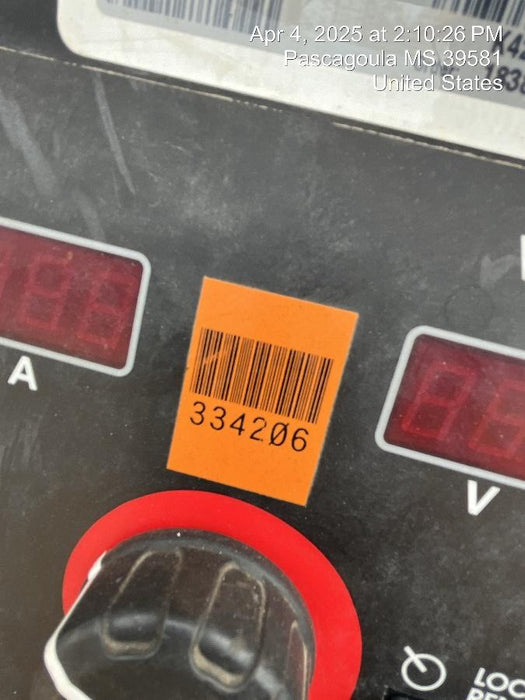 Apr 4, 2025 at 2:10:26 PM
Pascagoula MS 39581
United States
A
334206
V